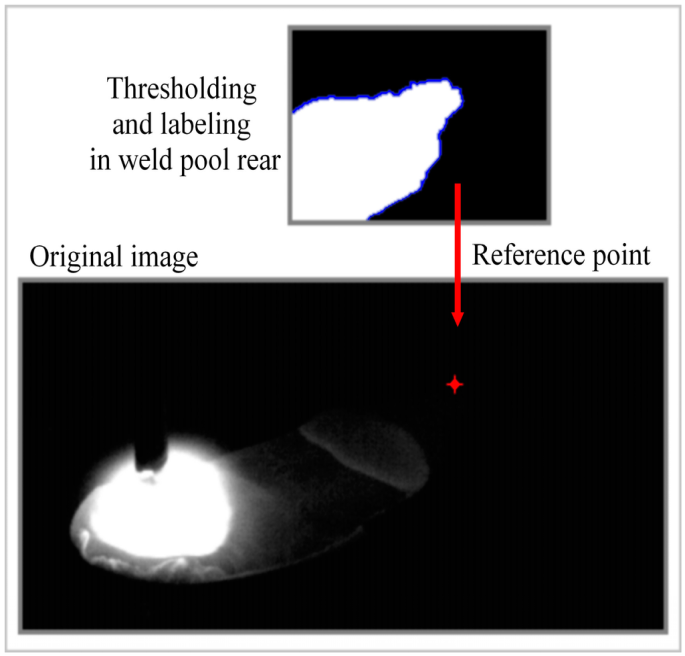 Thresholding
and labeling
in weld pool rear
Original image
Reference point